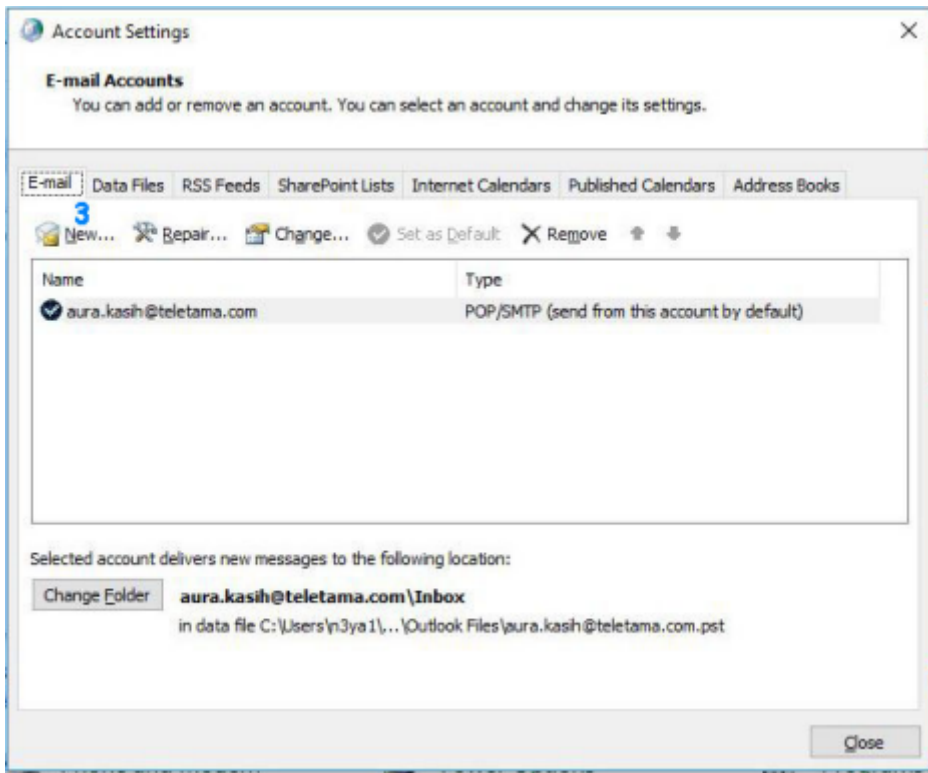 Account Settings
E-mail Accounts
You can add or remove an account. You can select an account and change its settings.
E-mail Data Files RSS Feeds SharePoint Lists Internet Calendars Published Calendars Address Books
3
New... Repair... Change... Set as Default Remove
Name Type
aura.kasih@teletama.com POP/SMTP (send from this account by default)
Selected account delivers new messages to the following location:
Change Folder aura.kasih@teletama.com\Inbox
in data file C:\Users\n3ya1\...\Outlook Files\aura.kasih@teletama.com.pst
Close